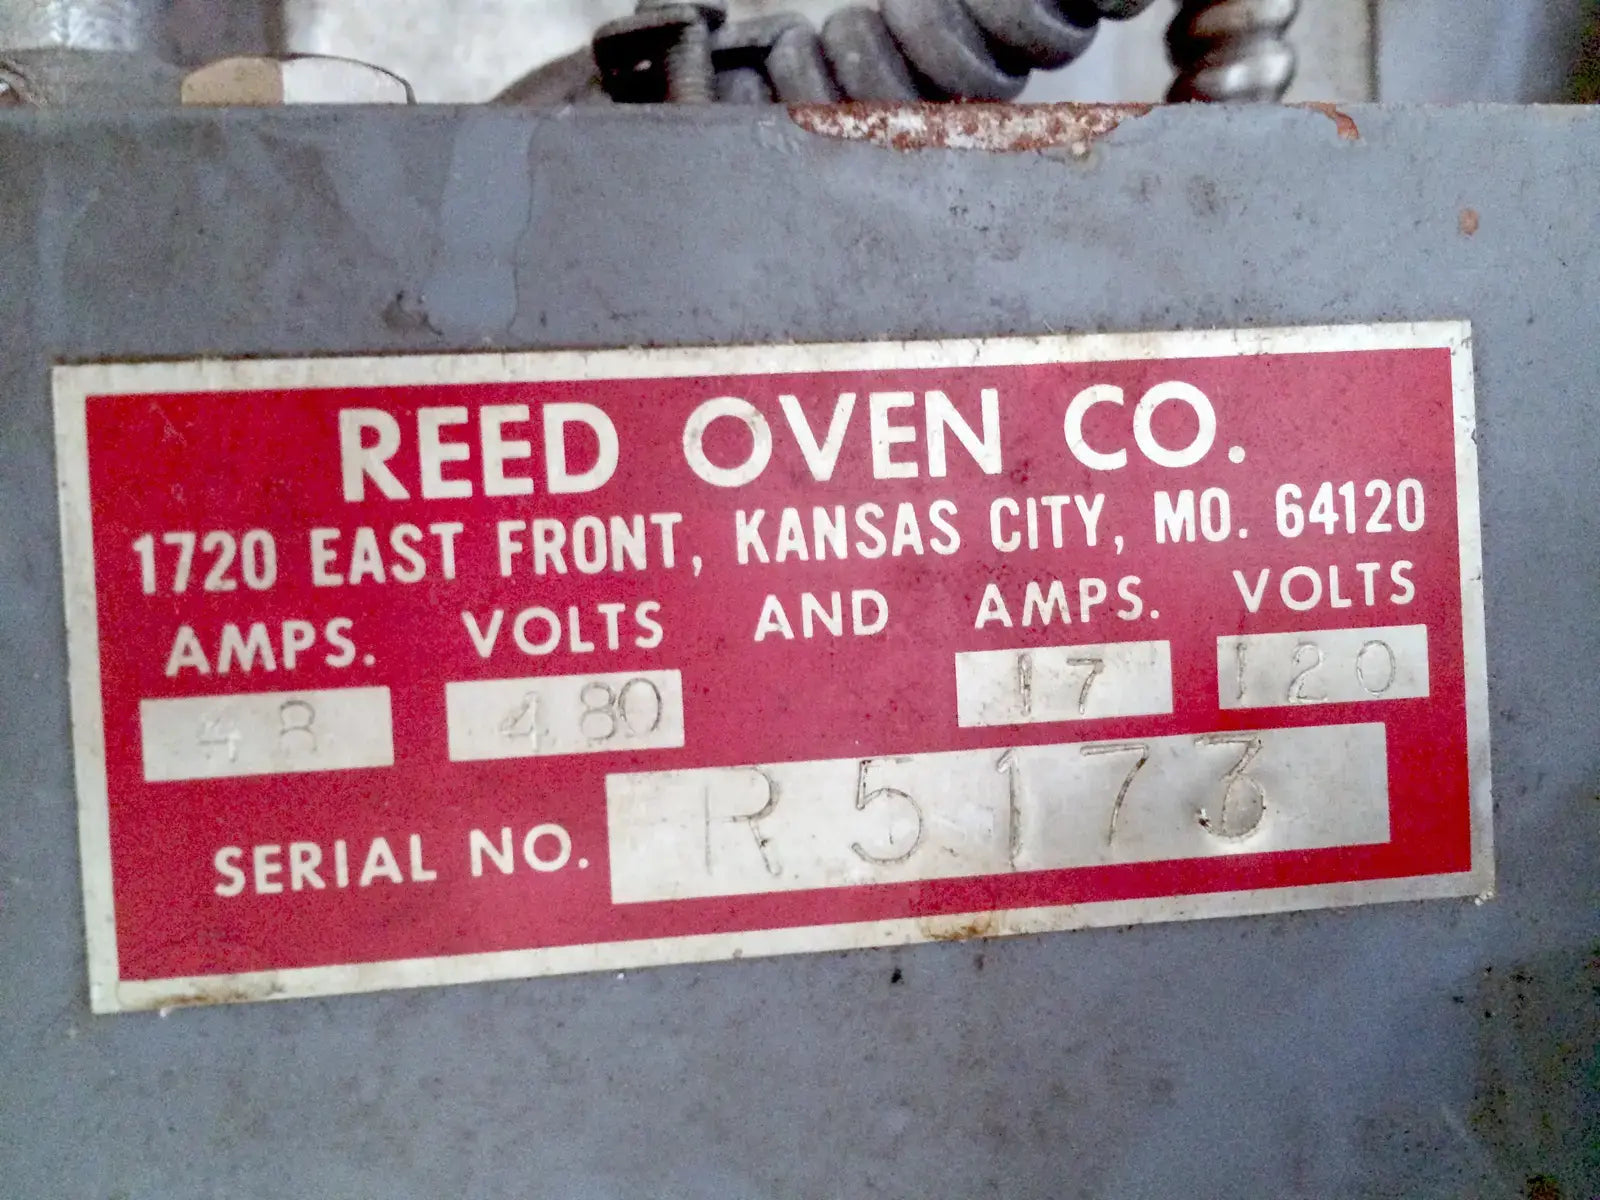 REED OVEN CO.
1720 EAST FRONT, KANSAS CITY, MO. 64120
AMPS. VOLTS AND AMPS. VOLTS
48 480 17 120
SERIAL NO. R5173